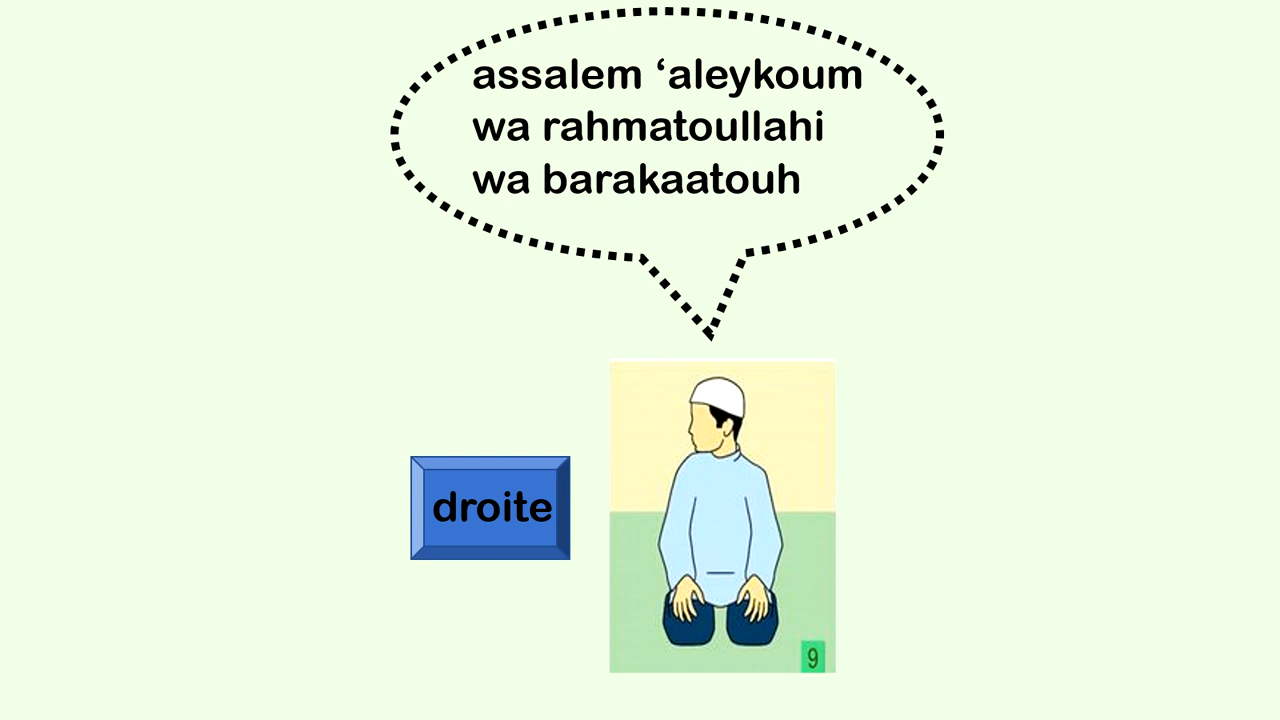 assalem ‘aleykoum
wa rahmatoullahi
wa barakaatouh
droite
9